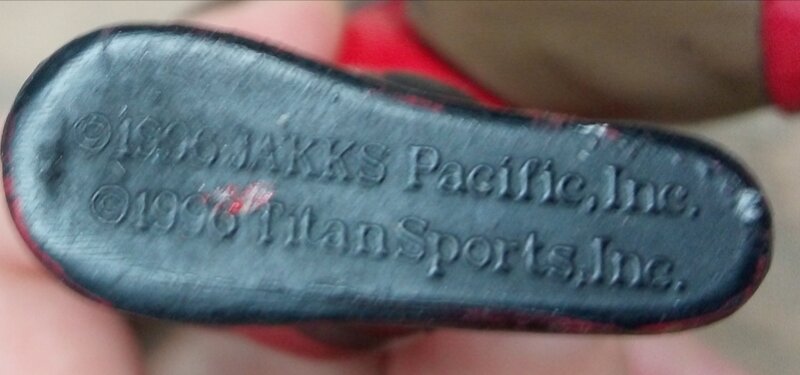 ©1996 JAKKS Pacific, Inc.
©1996 TitanSports, Inc.